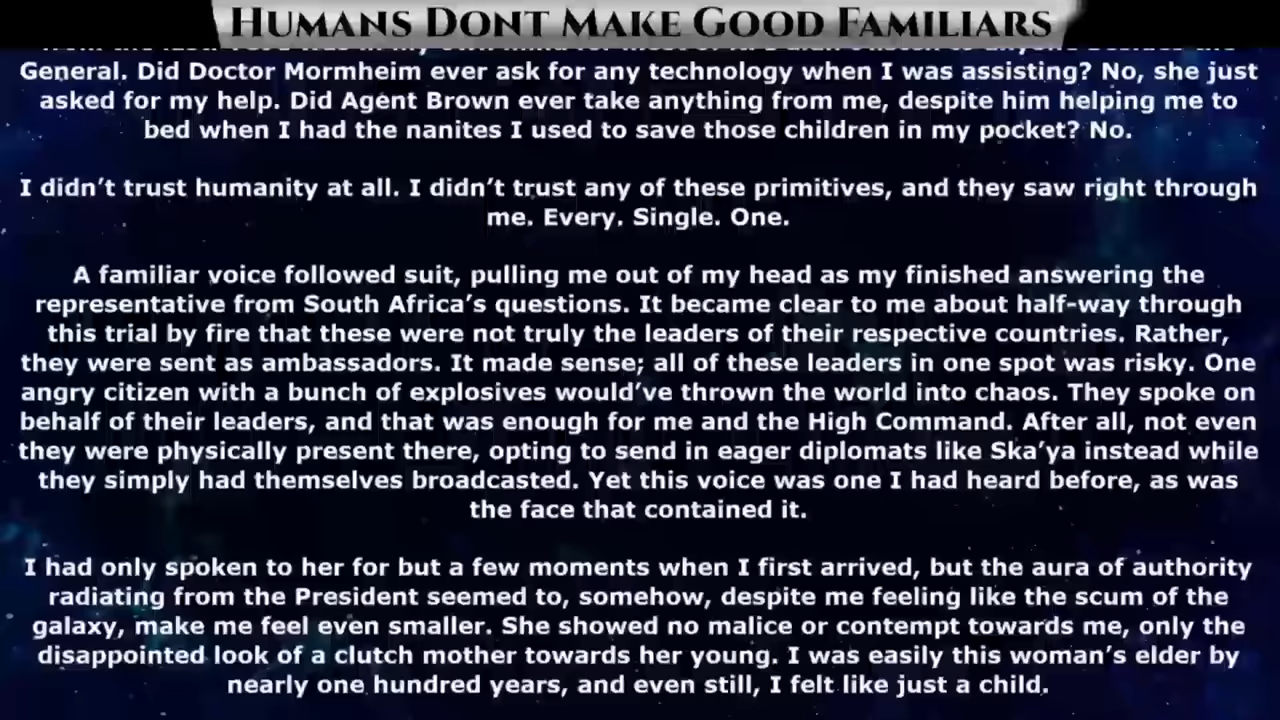 HUMANS DONT MAKE GOOD FAMILIARS
General. Did Doctor Mormheim ever ask for any technology when I was assisting? No, she just
asked for my help. Did Agent Brown ever take anything from me, despite him helping me to
bed when I had the nanites I used to save those children in my pocket? No.
I didn’t trust humanity at all. I didn’t trust any of these primitives, and they saw right through
me. Every. Single. One.
A familiar voice followed suit, pulling me out of my head as my finished answering the
representative from South Africa’s questions. It became clear to me about half-way through
this trial by fire that these were not truly the leaders of their respective countries. Rather,
they were sent as ambassadors. It made sense; all of these leaders in one spot was risky. One
angry citizen with a bunch of explosives would’ve thrown the world into chaos. They spoke on
behalf of their leaders, and that was enough for me and the High Command. After all, not even
they were physically present there, opting to send in eager diplomats like Ska’ya instead while
they simply had themselves broadcasted. Yet this voice was one I had heard before, as was
the face that contained it.
I had only spoken to her for but a few moments when I first arrived, but the aura of authority
radiating from the President seemed to, somehow, despite me feeling like the scum of the
galaxy, make me feel even smaller. She showed no malice or contempt towards me, only the
disappointed look of a clutch mother towards her young. I was easily this woman’s elder by
nearly one hundred years, and even still, I felt like just a child.